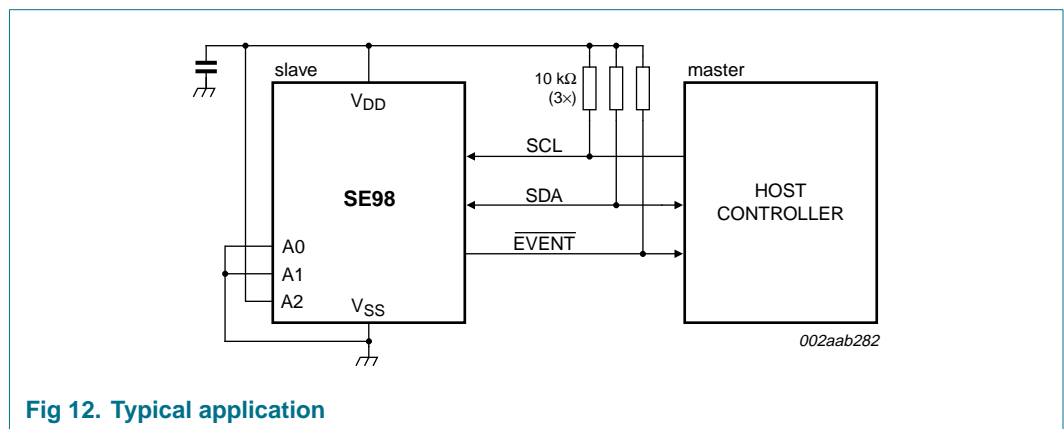 slave
10 kΩ
(3×)
master
VDD
SCL
SE98
SDA
HOST
CONTROLLER
EVENT
A0
A1
A2
VSS
002aab282
Fig 12. Typical application